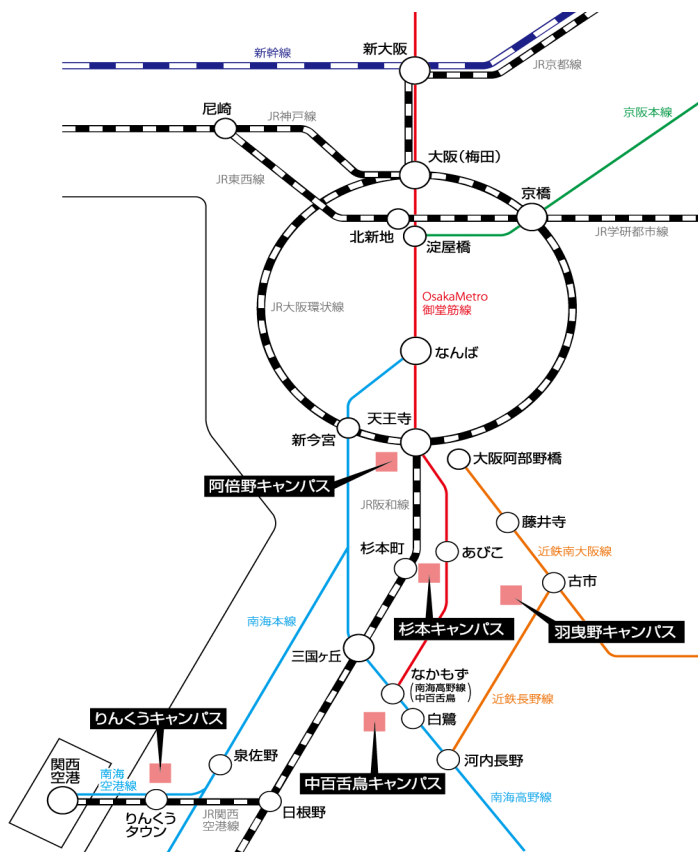 新幹線
新大阪
JR京都線
尼崎
JR神戸線
京阪本線
大阪(梅田)
JR東西線
京橋
北新地
淀屋橋
JR学研都市線
JR大阪環状線
OsakaMetro
御堂筋線
なんば
天王寺
新今宮
大阪阿部野橋
阿倍野キャンパス
JR阪和線
藤井寺
あびこ
近鉄南大阪線
杉本町
古市
南海本線
杉本キャンパス
羽曳野キャンパス
三国ヶ丘
なかもず
(南海高野線)
中百舌鳥
近鉄長野線
りんくうキャンパス
白鷺
泉佐野
中百舌鳥キャンパス
河内長野
関西
空港
南海
空港線
りんくう
タウン
JR関西
空港線
日根野
南海高野線